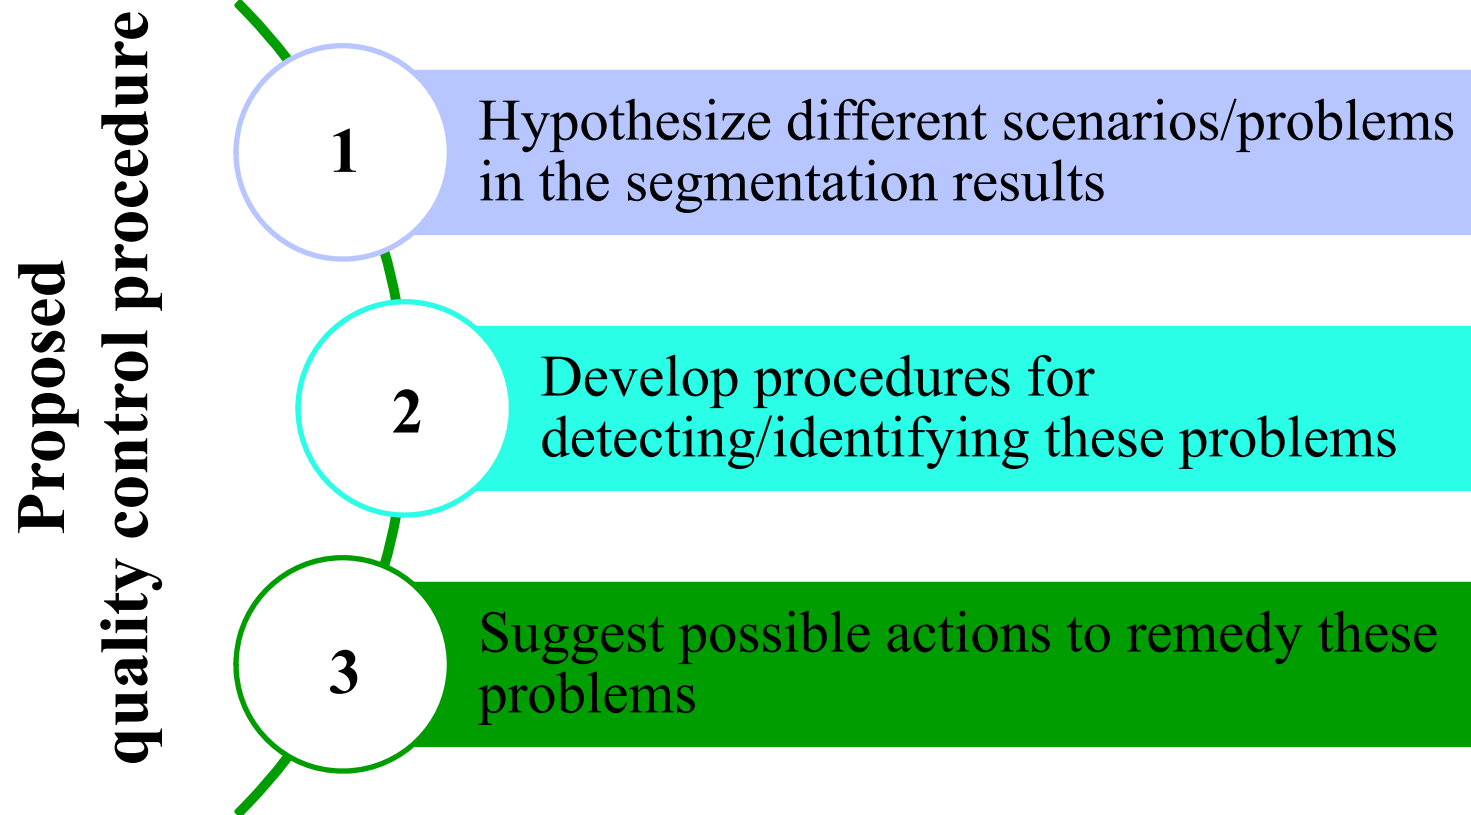 Proposed
quality control procedure
1
Hypothesize different scenarios/problems
in the segmentation results
2
Develop procedures for
detecting/identifying these problems
3
Suggest possible actions to remedy these
problems